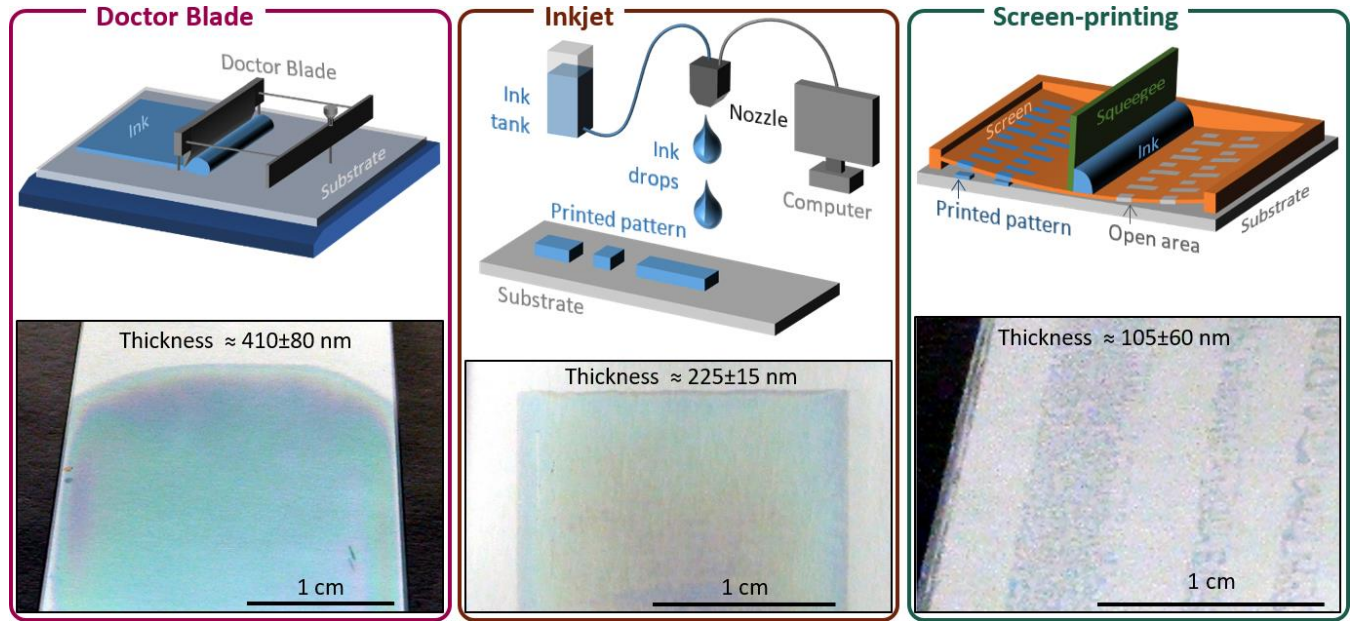 Doctor Blade
Doctor Blade
Ink
Substrate
Thickness ≈ 410±80 nm
1 cm
Inkjet
Ink
tank
Nozzle
Ink
drops
Computer
Printed pattern
Substrate
Thickness ≈ 225±15 nm
1 cm
Screen-printing
Screen
Squeegee
Ink
Printed pattern
Open area
Substrate
Thickness ≈ 105±60 nm
1 cm